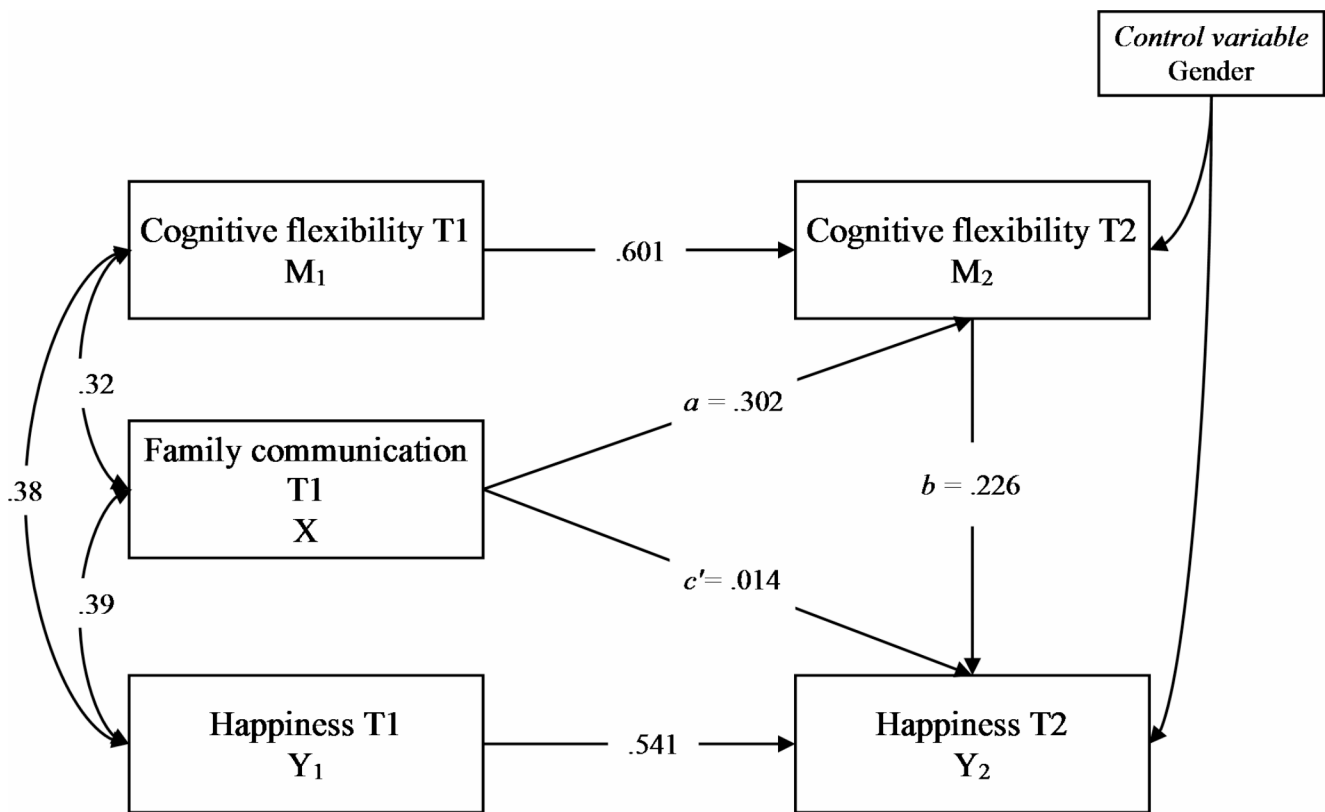 Control variable
Gender
Cognitive flexibility T1
M₁
.601
Cognitive flexibility T2
M₂
.32
a = .302
Family communication
T1
X
.38
b = .226
c'= .014
.39
Happiness T1
Y₁
.541
Happiness T2
Y₂